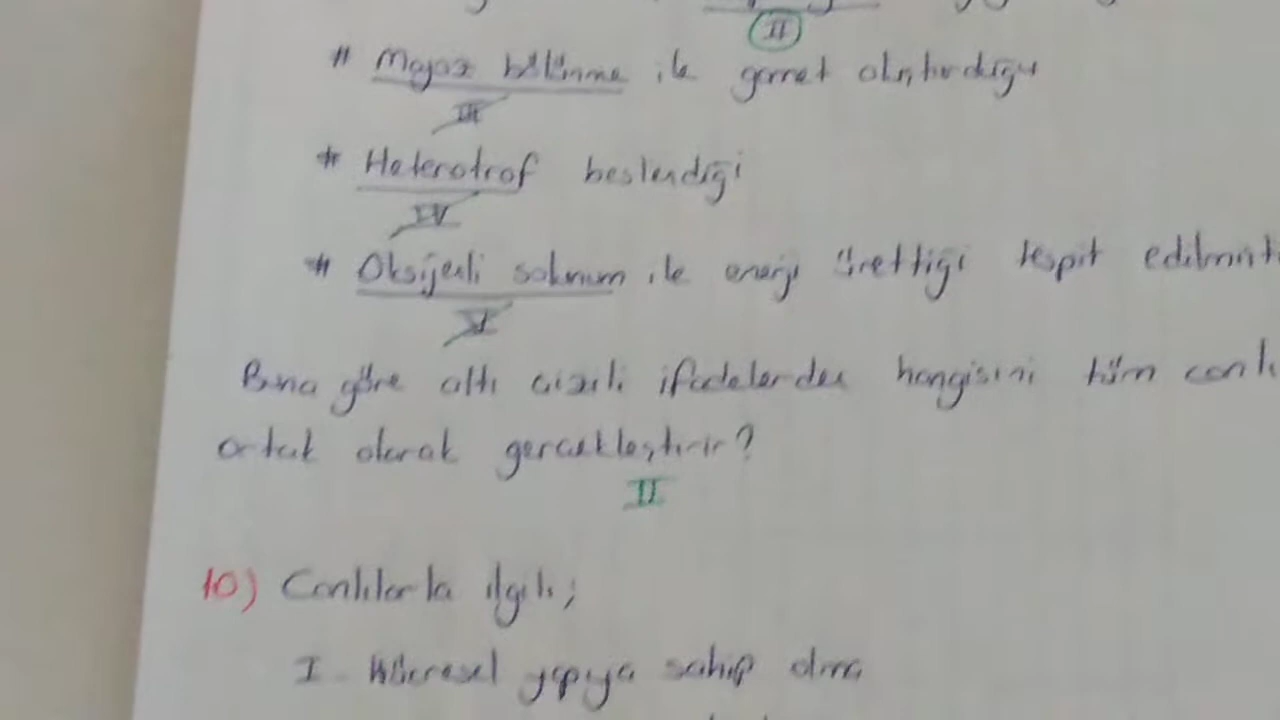 II
* Mayoz bölünme ile gamet oluşturduğu
III
* Heterotrof beslendiği
IV
* Oksijenli solunum ile enerji ürettiği tespit edilmişt
V
Buna göre altı çizili ifadelerden hangisini tüm canlı
ortak olarak gerçekleştirir?
II
10) Canlılarla ilgili;
I- Hücresel yapıya sahip olma